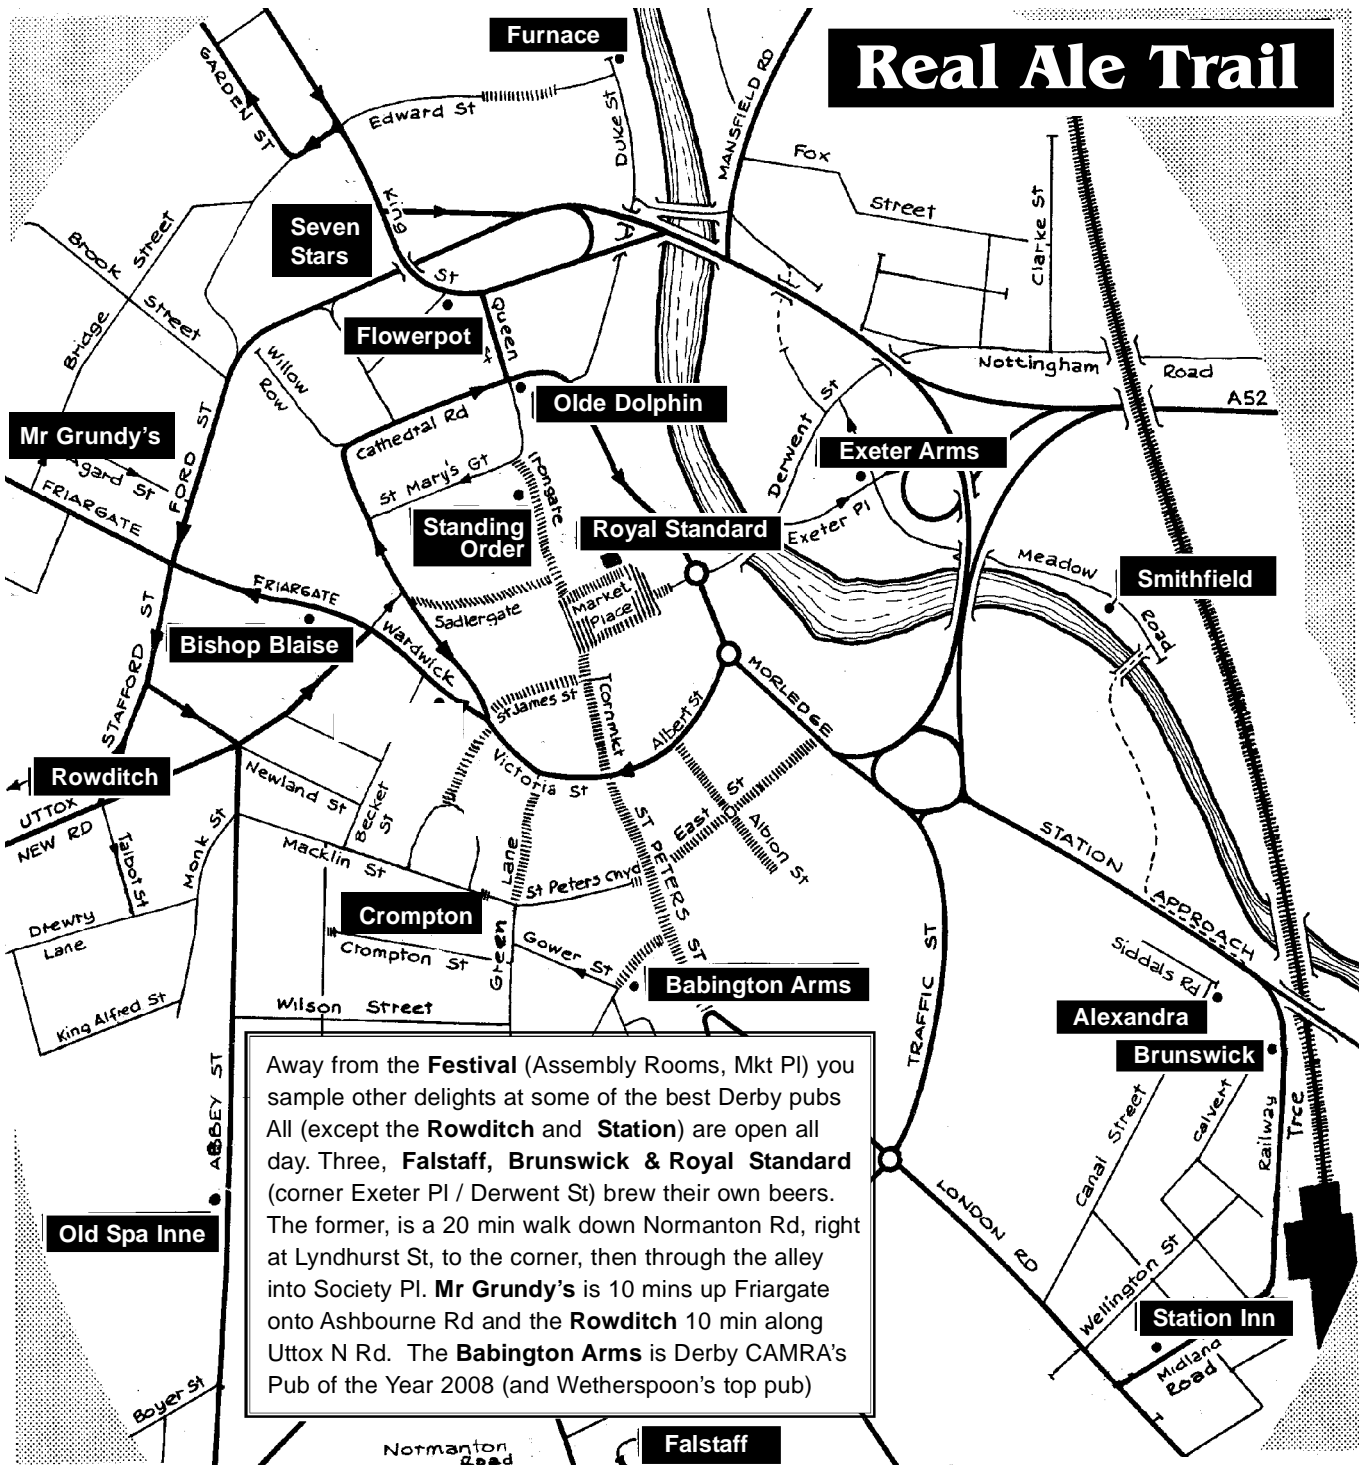 Real Ale Trail
Furnace
GARDEN ST
Edward St
Duke St
MANSFIELD RD
Fox
Street
Clarke St
King
St
Seven
Stars
Brook
Street
Bridge
Street
Flowerpot
Queen
Willow
Row
Nottingham
Road
A52
Mr Grundy's
Agard St
FRIARGATE
FORD ST
Cathedral Rd
Olde Dolphin
St Mary's Gt
Irongate
Derwent St
Exeter Arms
Standing
Order
Royal Standard
Exeter Pl
Meadow
Road
Smithfield
FRIARGATE
Sadlergate
Market
Place
Bishop Blaise
Wardwick
STAFFORD ST
St James St
Cornmkt
Albert St
MORLEDGE
Rowditch
UTTOX
NEW RD
Newland St
Becket
St
Victoria St
ST PETERS ST
East St
Albion St
STATION
APPROACH
Talbot St
Monk St
Macklin St
Green
Lane
St Peters Chyd
Drewry
Lane
Crompton
Crompton St
Gower St
King Alfred St
Wilson Street
Babington Arms
TRAFFIC ST
Siddals Rd
Alexandra
Brunswick
ABBEY ST
Away from the Festival (Assembly Rooms, Mkt Pl) you
sample other delights at some of the best Derby pubs
All (except the Rowditch and Station) are open all
day. Three, Falstaff, Brunswick & Royal Standard
(corner Exeter Pl / Derwent St) brew their own beers.
The former, is a 20 min walk down Normanton Rd, right
at Lyndhurst St, to the corner, then through the alley
into Society Pl. Mr Grundy's is 10 mins up Friargate
onto Ashbourne Rd and the Rowditch 10 min along
Uttox N Rd. The Babington Arms is Derby CAMRA's
Pub of the Year 2008 (and Wetherspoon's top pub)
Canal Street
Calvert
Railway
Trce
LONDON RD
Wellington St
Old Spa Inne
Station Inn
Midland
Road
Boyer St
Normanton
Road
Falstaff